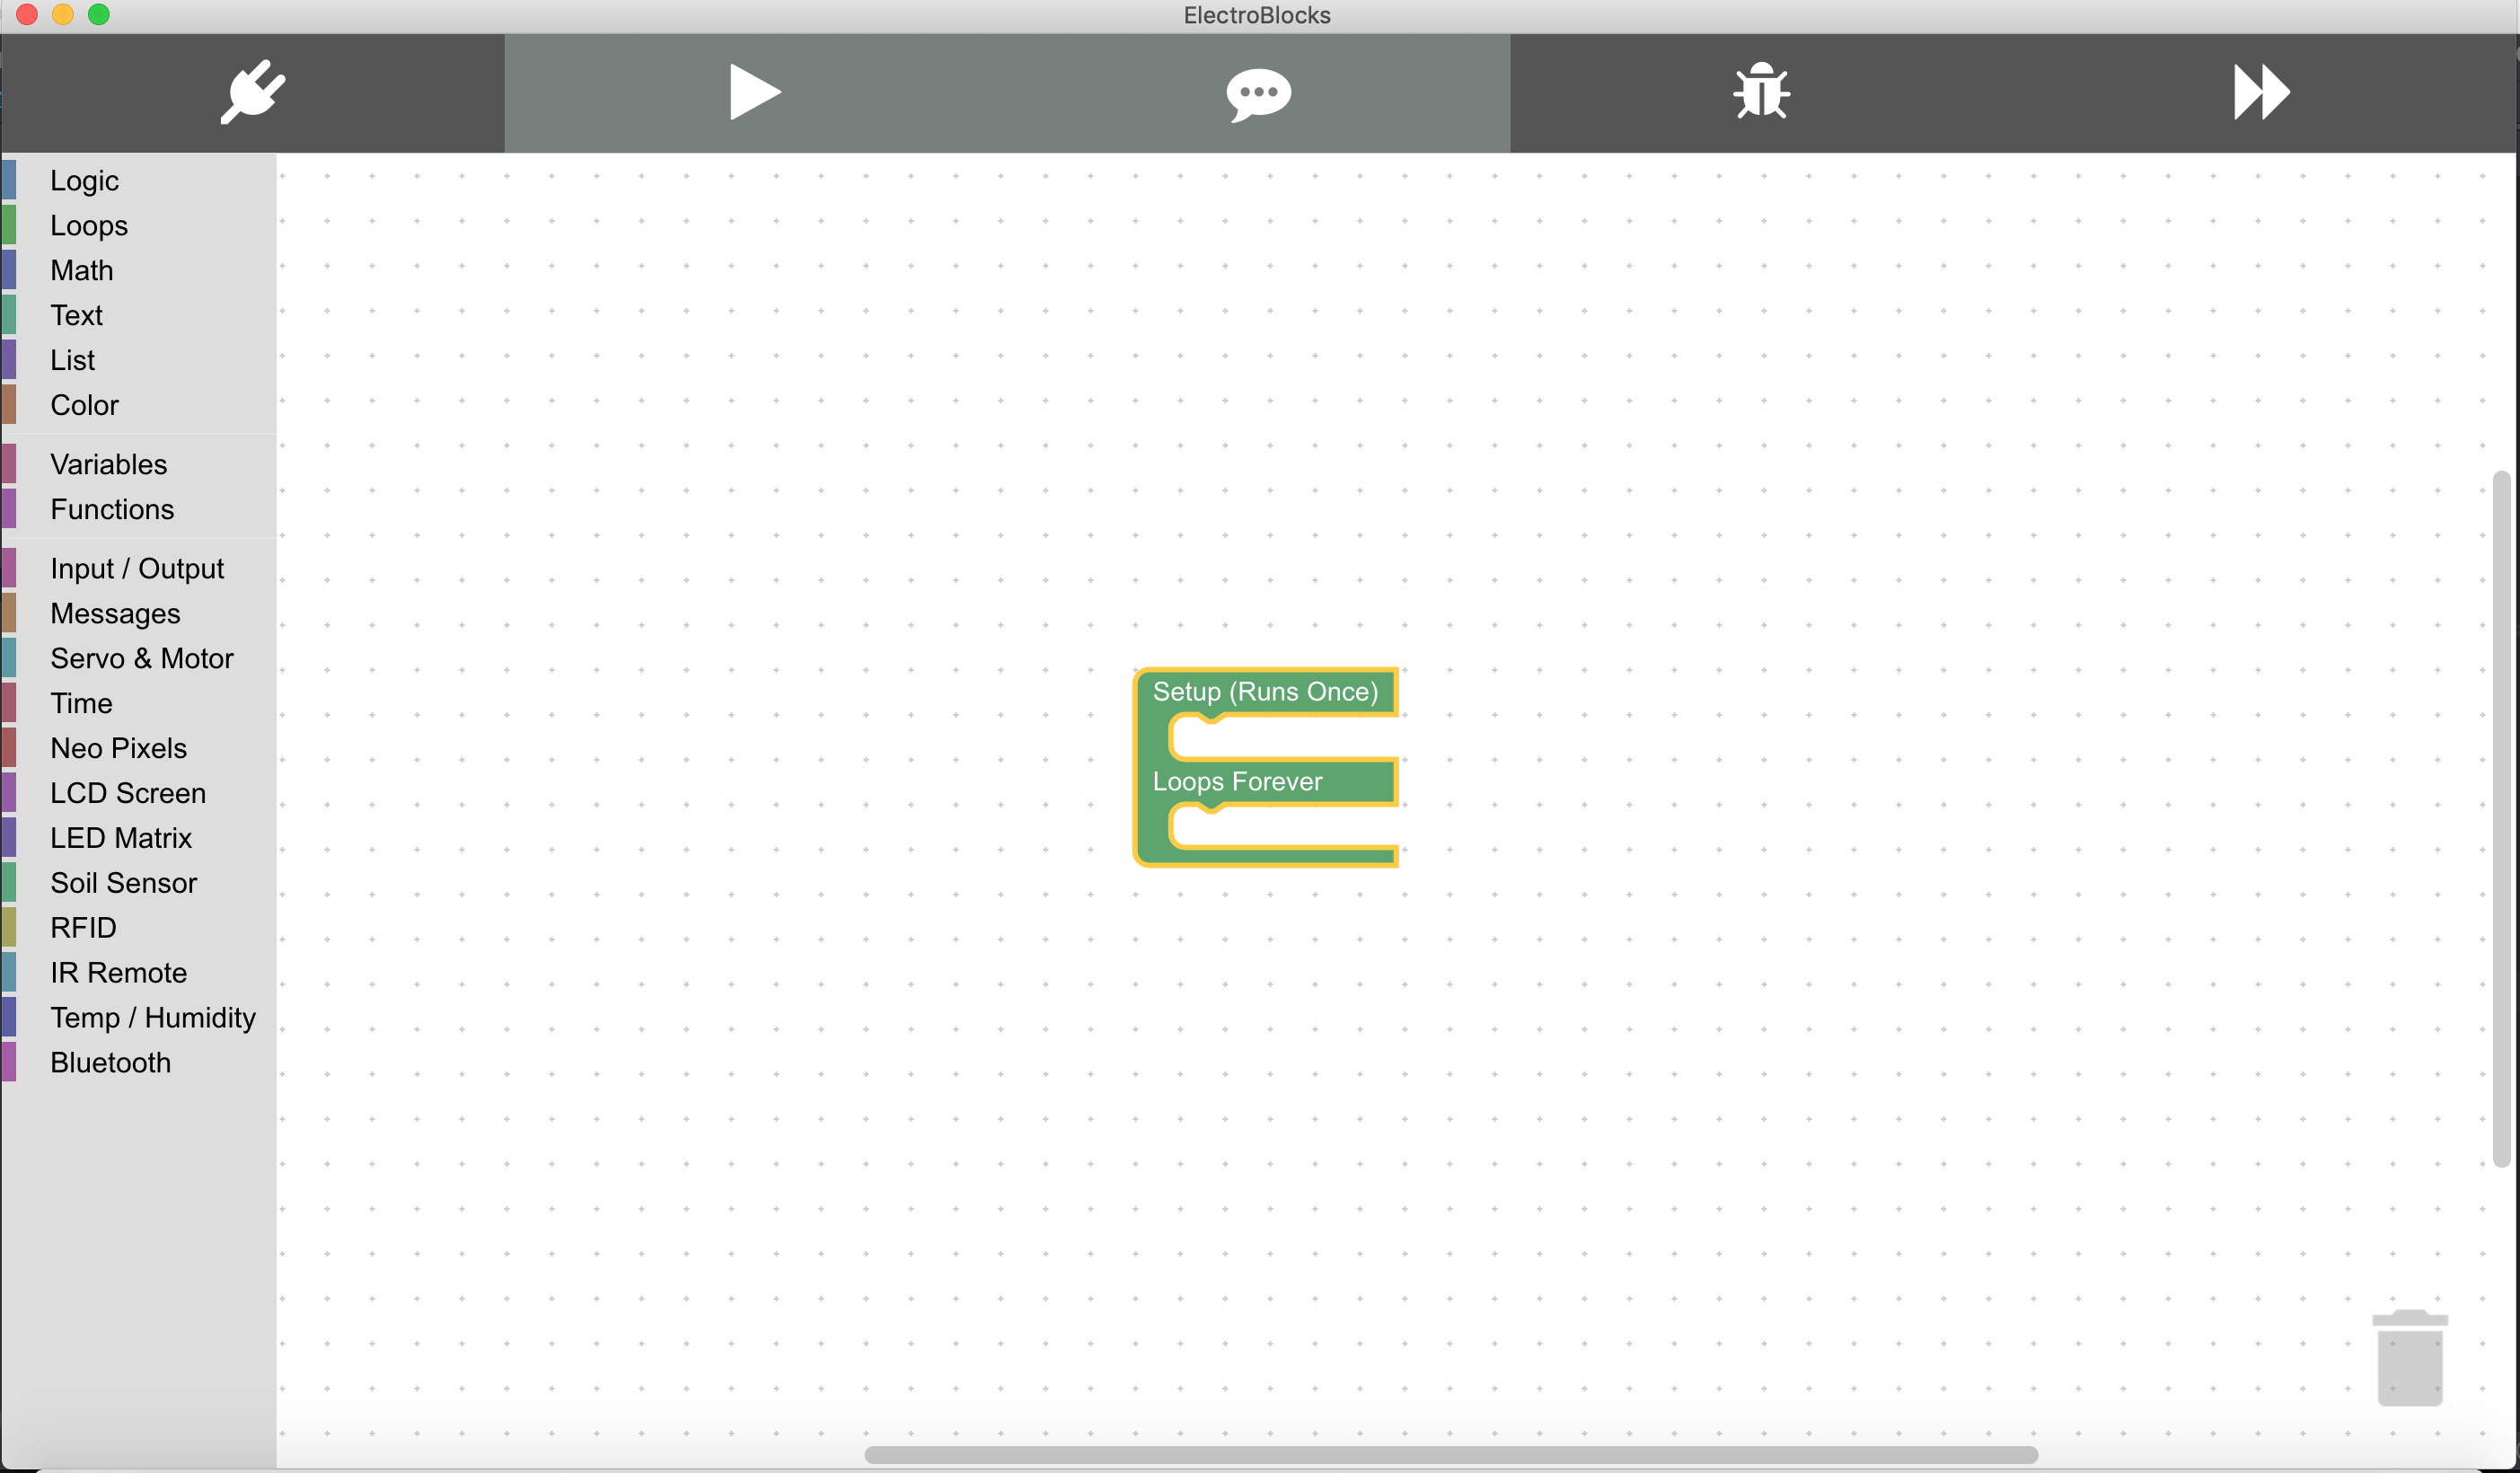 ElectroBlocks
Logic
Loops
Math
Text
List
Color
Variables
Functions
Input / Output
Messages
Servo & Motor
Time
Neo Pixels
LCD Screen
LED Matrix
Soil Sensor
RFID
IR Remote
Temp / Humidity
Bluetooth
Setup (Runs Once)
Loops Forever